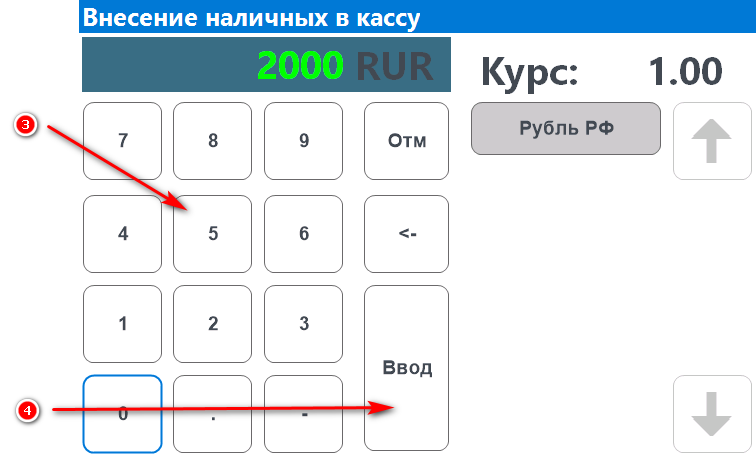 Внесение наличных в кассу
2000 RUR
Курс: 1.00
3
7 8 9 Отм
Рубль РФ
4 5 6 <-
1 2 3
Ввод
4
0 . -